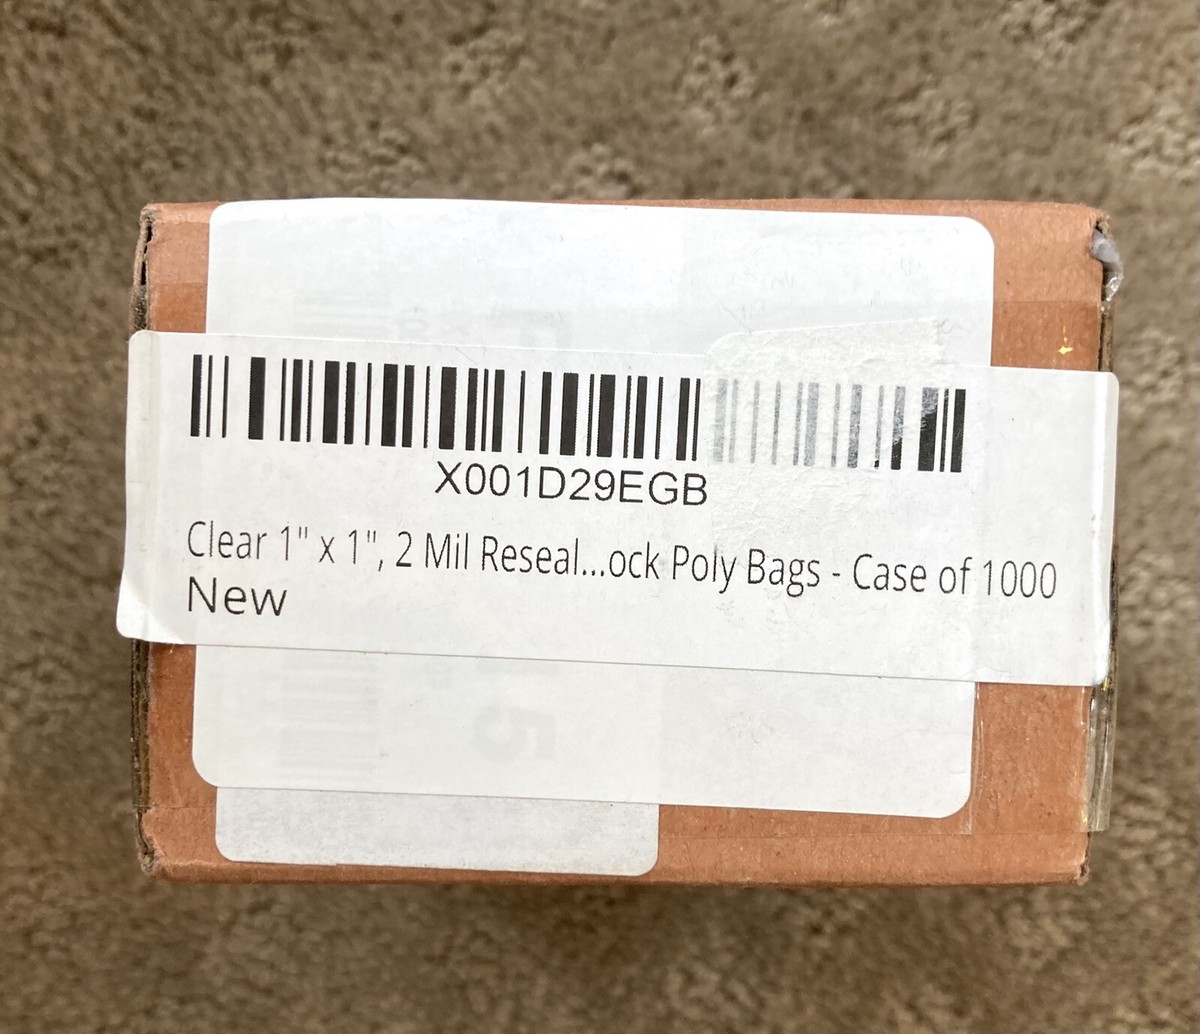 X001D29EGB
Clear 1" x 1", 2 Mil Reseal...ock Poly Bags - Case of 1000
New